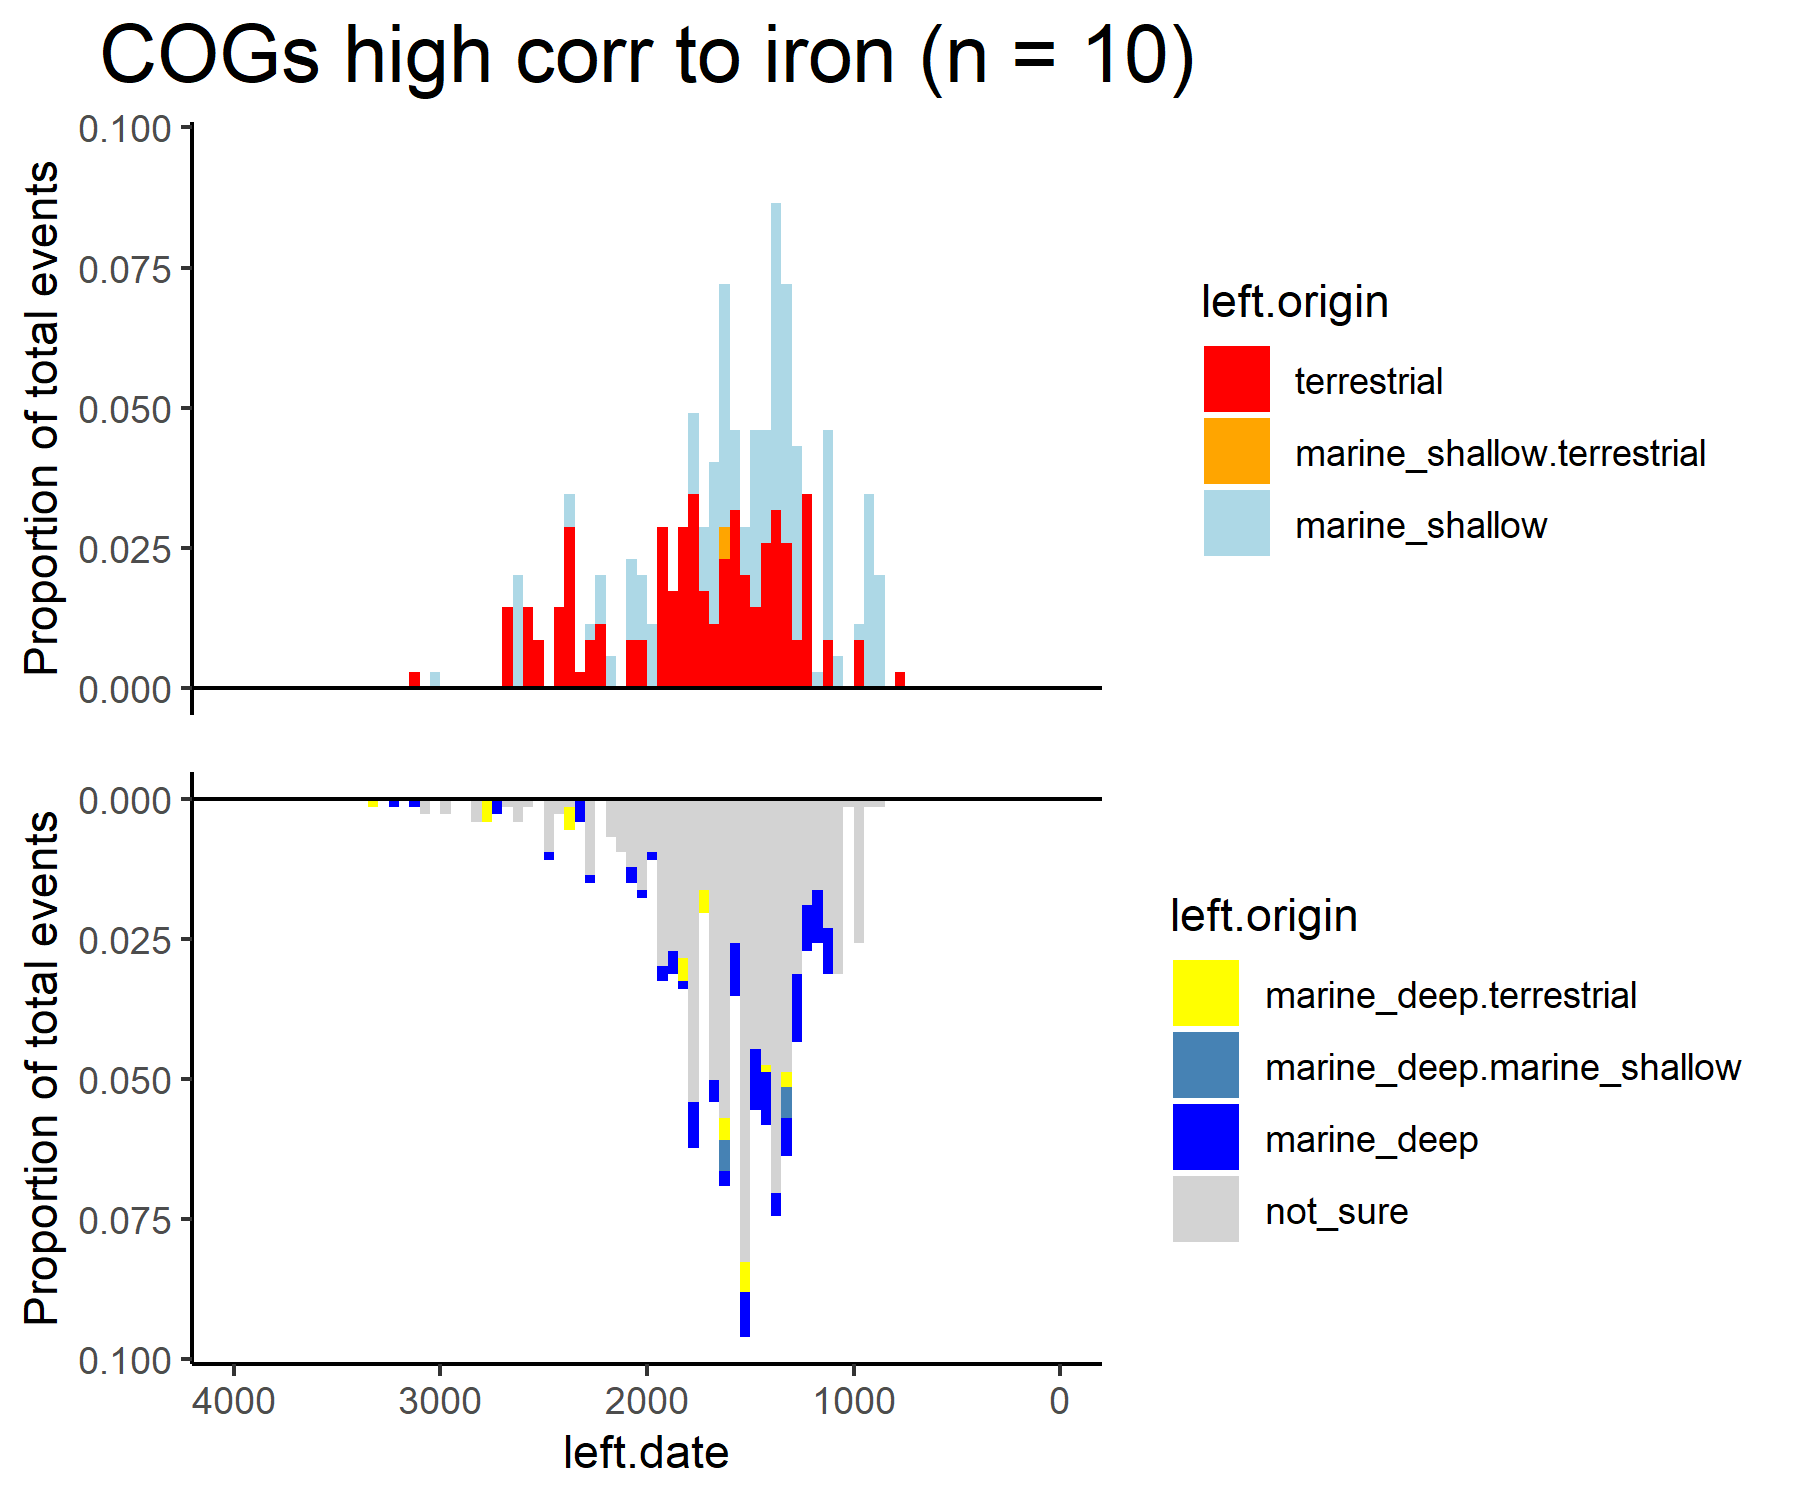 COGs high corr to iron (n = 10)
Proportion of total events
0.100
0.075
0.050
0.025
0.000
left.origin
terrestrial
marine_shallow.terrestrial
marine_shallow
Proportion of total events
0.000
0.025
0.050
0.075
0.100
4000 3000 2000 1000 0
left.date
left.origin
marine_deep.terrestrial
marine_deep.marine_shallow
marine_deep
not_sure